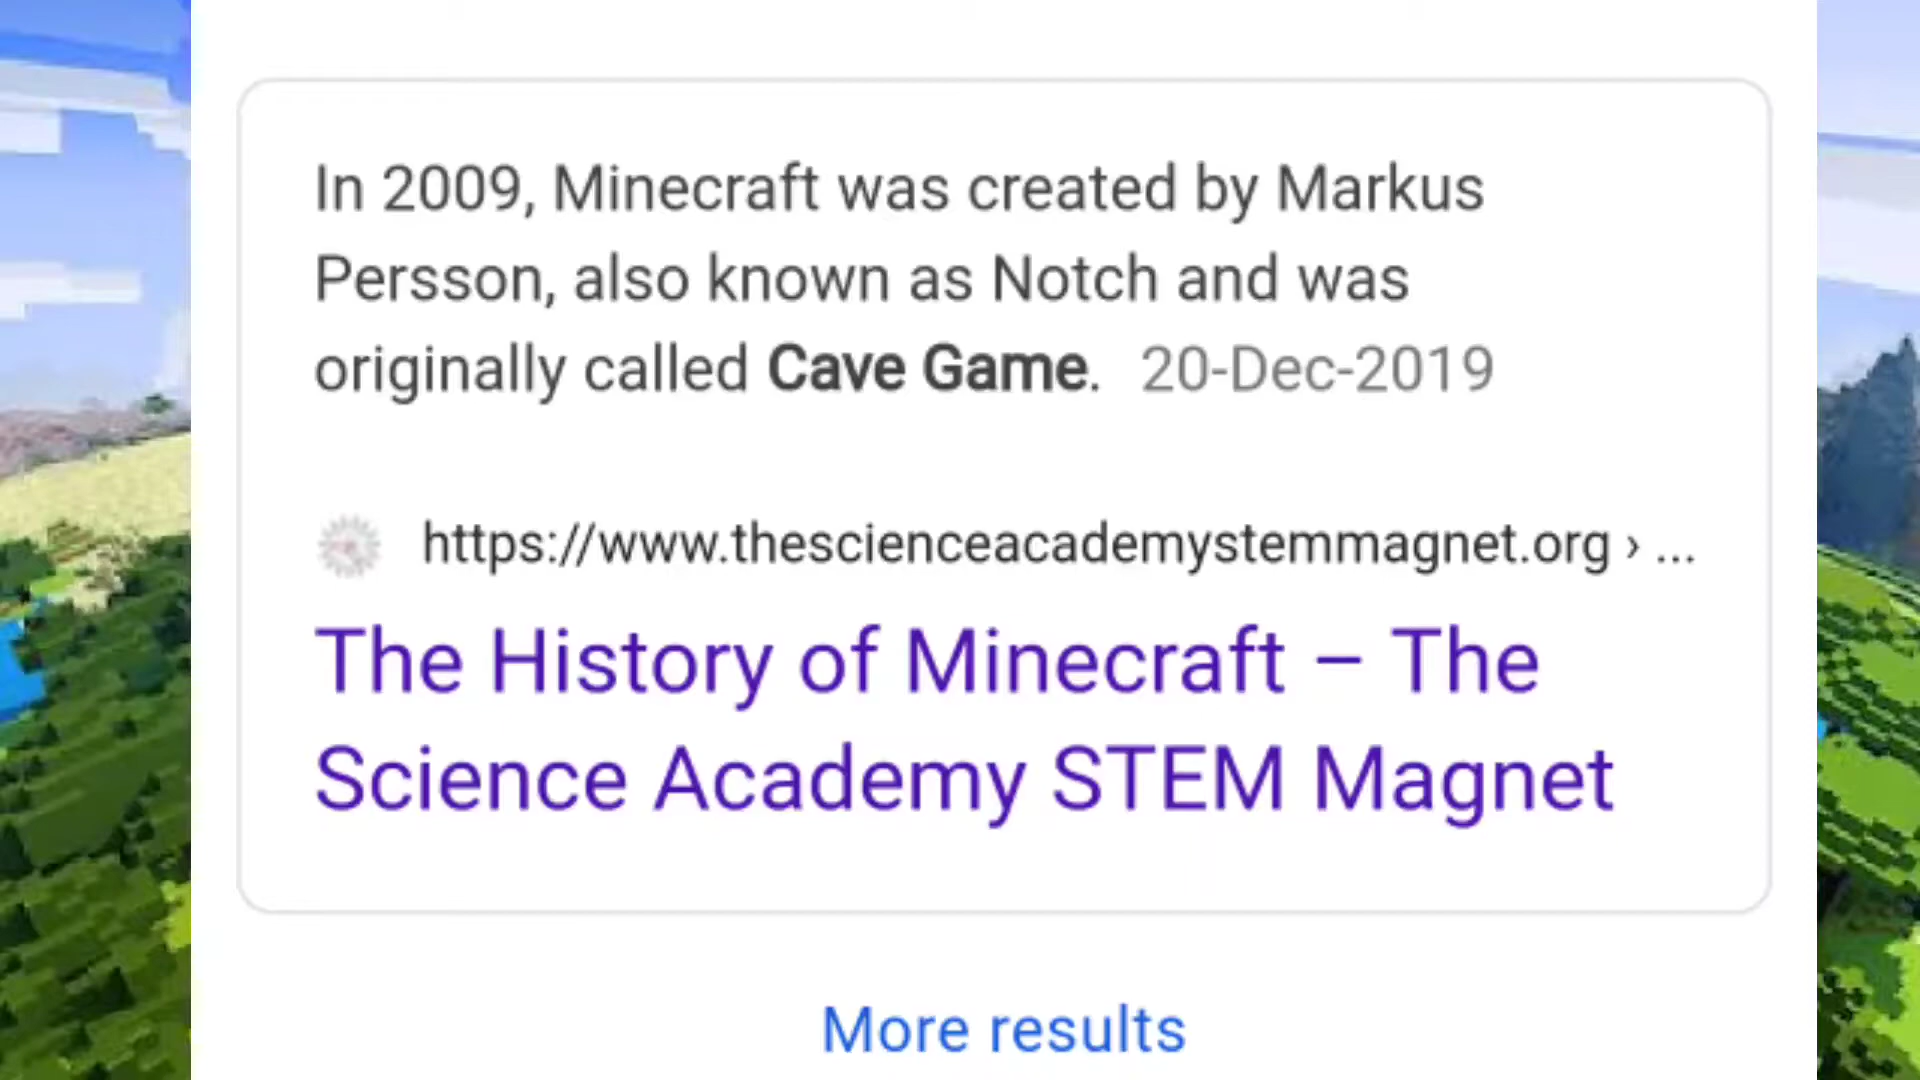 In 2009, Minecraft was created by Markus
Persson, also known as Notch and was
originally called Cave Game. 20-Dec-2019
https://www.thescienceacademystemmagnet.org › ...
The History of Minecraft – The
Science Academy STEM Magnet
More results